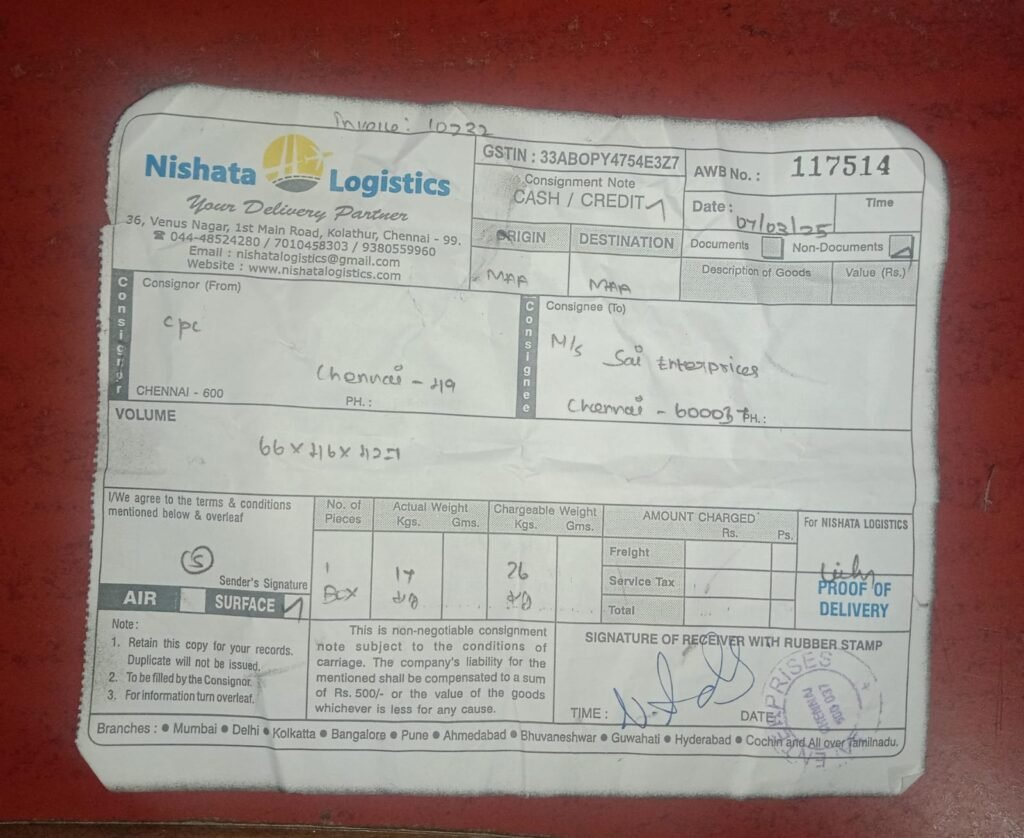 Invoice: 10722
Nishata Logistics
Your Delivery Partner
36, Venus Nagar, 1st Main Road, Kolathur, Chennai - 99.
☎ 044-48524280 / 7010458303 / 9380559960
Email : nishatalogistics@gmail.com
Website : www.nishatalogistics.com
GSTIN : 33ABOPY4754E3Z7
Consignment Note
CASH / CREDIT
ORIGIN DESTINATION
MAA MAA
AWB No. : 117514
Date : 07/03/25 Time
Documents Non-Documents
Description of Goods Value (Rs.)
Consignor
Consignor (From)
CPC
Chennai - 49
CHENNAI - 600 PH. :
Consignee
Consignee (To)
M/s Sai Enterprices
Chennai - 600037 PH. :
VOLUME
66 x 46 x
I/We agree to the terms & conditions
mentioned below & overleaf
S
Sender's Signature
AIR SURFACE
No. of Pieces
1
Box
Actual Weight
Kgs. Gms.
17
kg
Chargeable Weight
Kgs. Gms.
26
kg
AMOUNT CHARGED
Rs. Ps.
Freight
Service Tax
Total
For NISHATA LOGISTICS
PROOF OF
DELIVERY
Note :
1. Retain this copy for your records.
Duplicate will not be issued.
2. To be filled by the Consignor.
3. For information turn overleaf.
This is non-negotiable consignment
note subject to the conditions of
carriage. The company's liability for the
mentioned shall be compensated to a sum
of Rs. 500/- or the value of the goods
whichever is less for any cause.
SIGNATURE OF RECEIVER WITH RUBBER STAMP
TIME : DATE
CHENNAI
600 037
Branches : ● Mumbai ● Delhi ● Kolkatta ● Bangalore ● Pune ● Ahmedabad ● Bhuvaneshwar ● Guwahati ● Hyderabad ● Cochin and All over Tamilnadu.